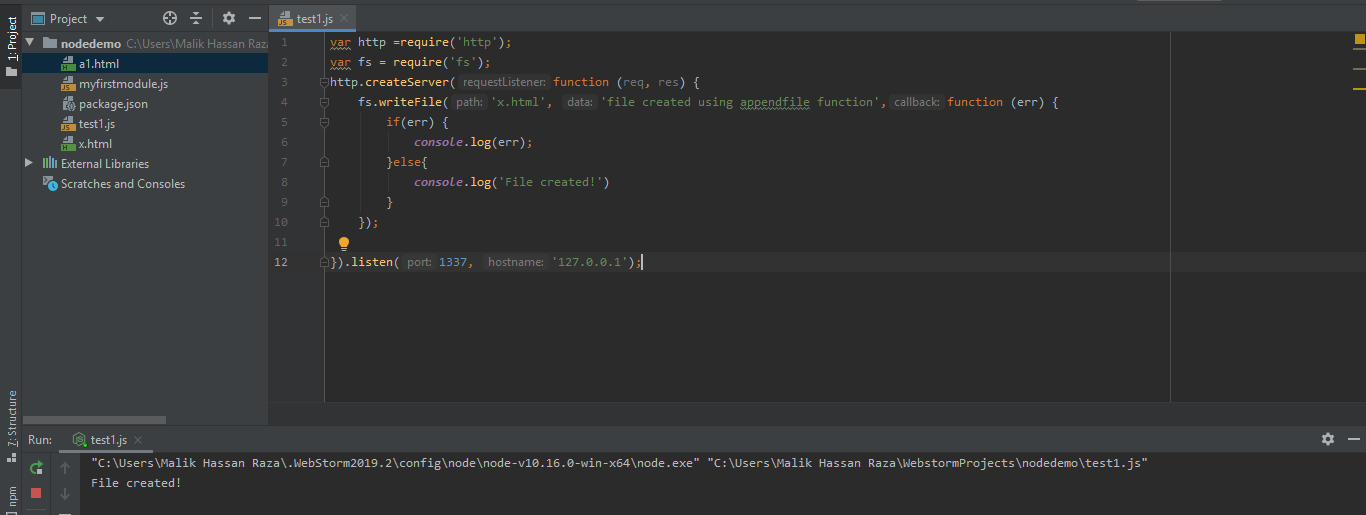 1: Project
Project
test1.js
nodedemo C:\Users\Malik Hassan Raza
a1.html
myfirstmodule.js
package.json
test1.js
x.html
External Libraries
Scratches and Consoles
1 var http =require('http');
2 var fs = require('fs');
3 http.createServer( requestListener: function (req, res) {
4 fs.writeFile( path: 'x.html', data: 'file created using appendfile function', callback: function (err) {
5 if(err) {
6 console.log(err);
7 }else{
8 console.log('File created!')
9 }
10 });
11
12 }).listen( port: 1337, hostname: '127.0.0.1');
Z: Structure
npm
Run: test1.js
"C:\Users\Malik Hassan Raza\.WebStorm2019.2\config\node\node-v10.16.0-win-x64\node.exe" "C:\Users\Malik Hassan Raza\WebstormProjects\nodedemo\test1.js"
File created!